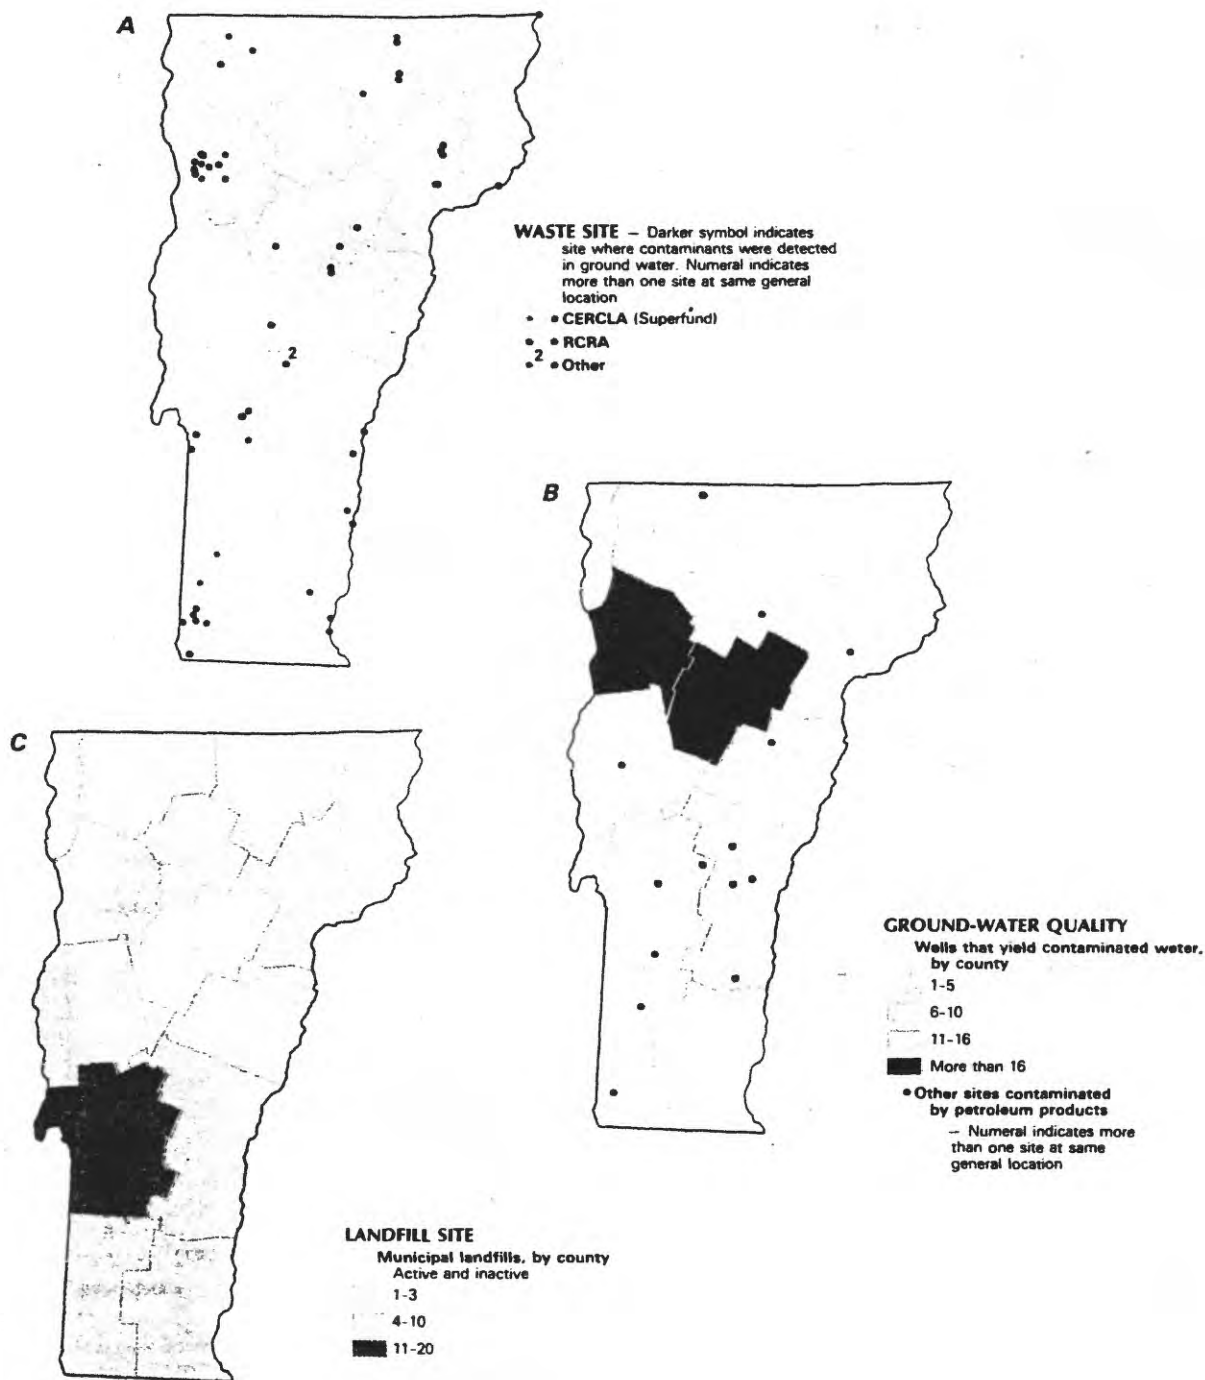 A
WASTE SITE – Darker symbol indicates
site where contaminants were detected
in ground water. Numeral indicates
more than one site at same general
location
CERCLA (Superfund)
RCRA
2 Other
2
B
GROUND-WATER QUALITY
Wells that yield contaminated water,
by county
1-5
6-10
11-16
More than 16
Other sites contaminated
by petroleum products
— Numeral indicates more
than one site at same
general location
C
LANDFILL SITE
Municipal landfills, by county
Active and inactive
1-3
4-10
11-20